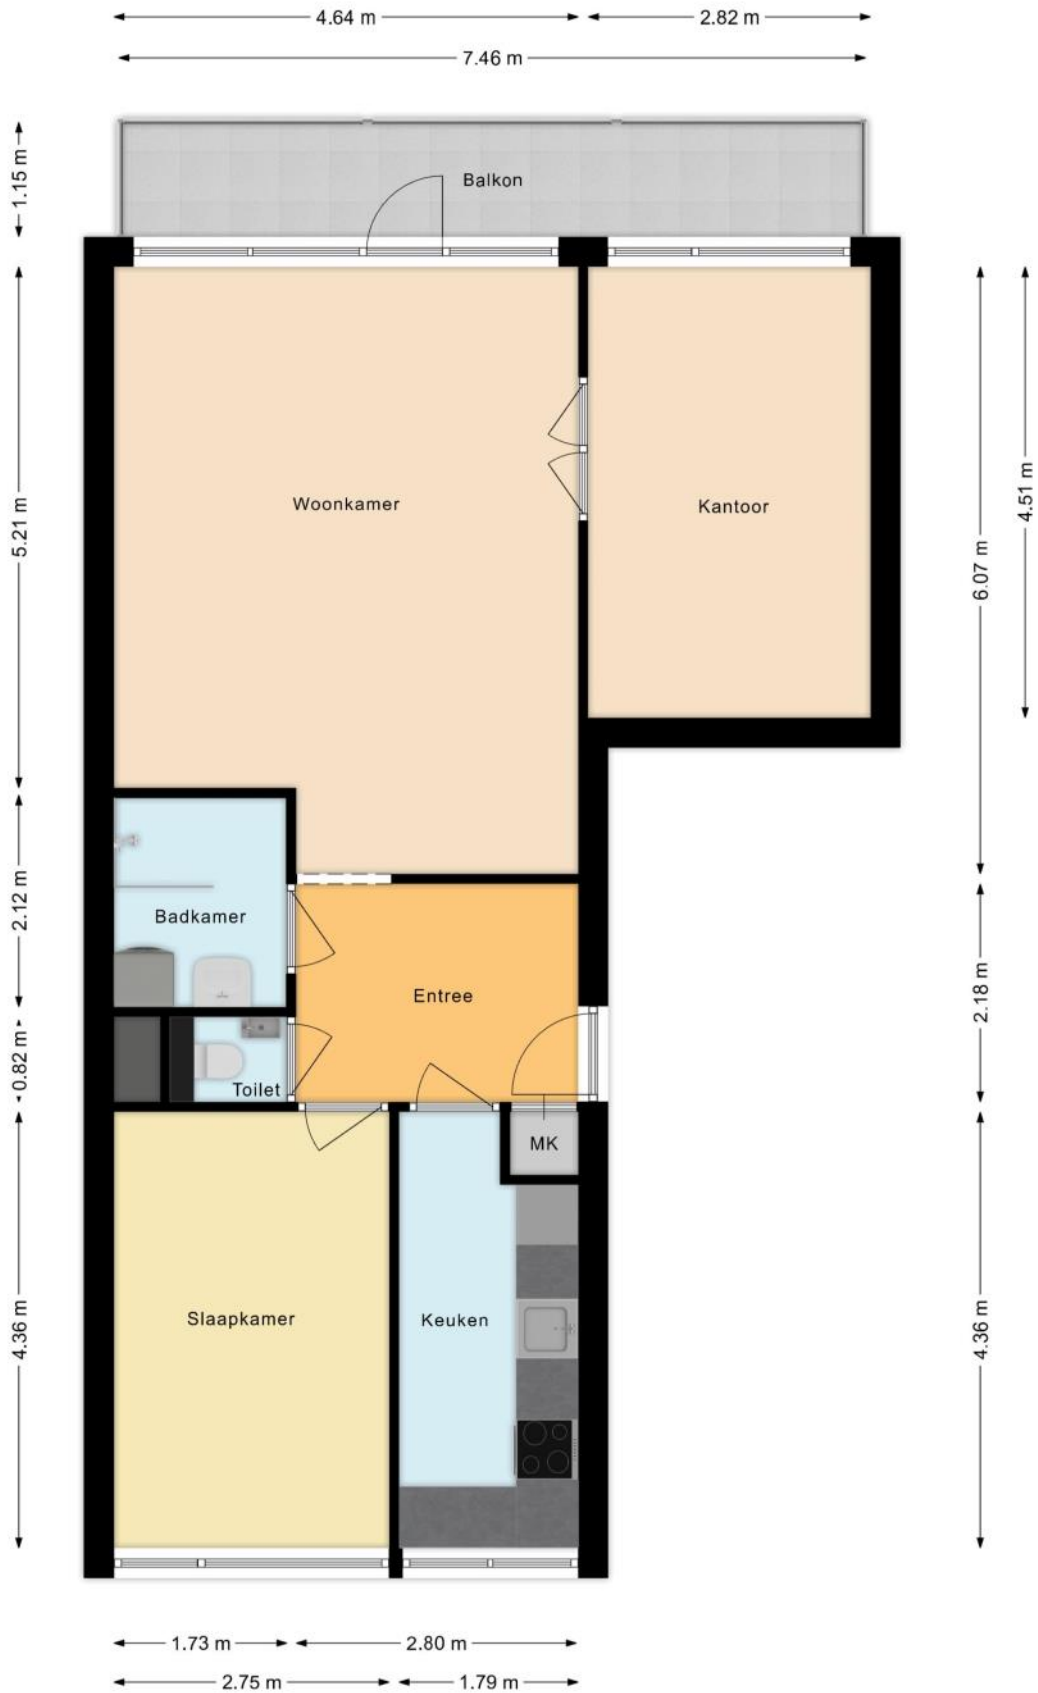 4.64 m
2.82 m
7.46 m
1.15 m
Balkon
5.21 m
Woonkamer
Kantoor
4.51 m
6.07 m
2.12 m
Badkamer
Entree
2.18 m
0.82 m
Toilet
MK
4.36 m
Slaapkamer
Keuken
4.36 m
1.73 m
2.80 m
2.75 m
1.79 m